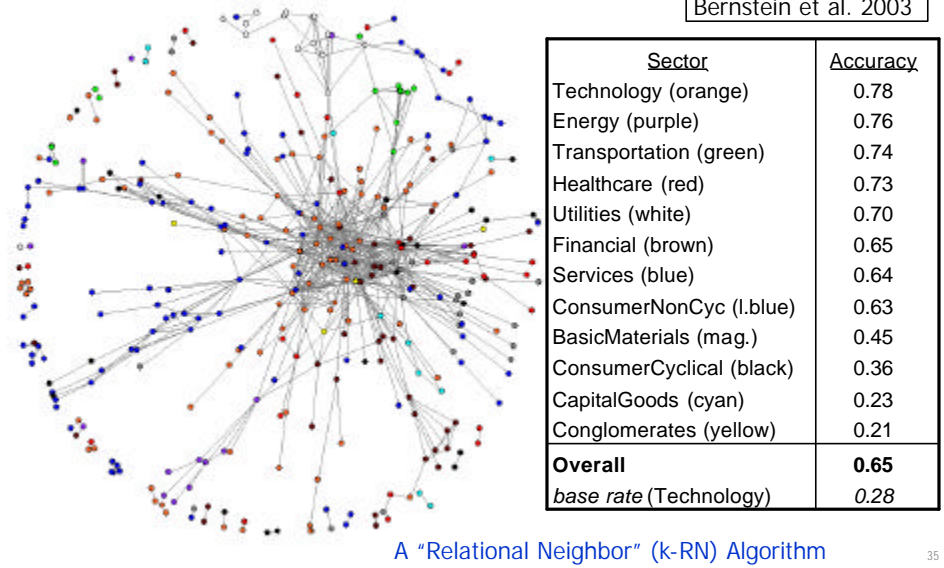 Bernstein et al. 2003
Sector Accuracy
Technology (orange) 0.78
Energy (purple) 0.76
Transportation (green) 0.74
Healthcare (red) 0.73
Utilities (white) 0.70
Financial (brown) 0.65
Services (blue) 0.64
ConsumerNonCyc (l.blue) 0.63
BasicMaterials (mag.) 0.45
ConsumerCyclical (black) 0.36
CapitalGoods (cyan) 0.23
Conglomerates (yellow) 0.21
Overall 0.65
base rate (Technology) 0.28
A “Relational Neighbor” (k-RN) Algorithm
35